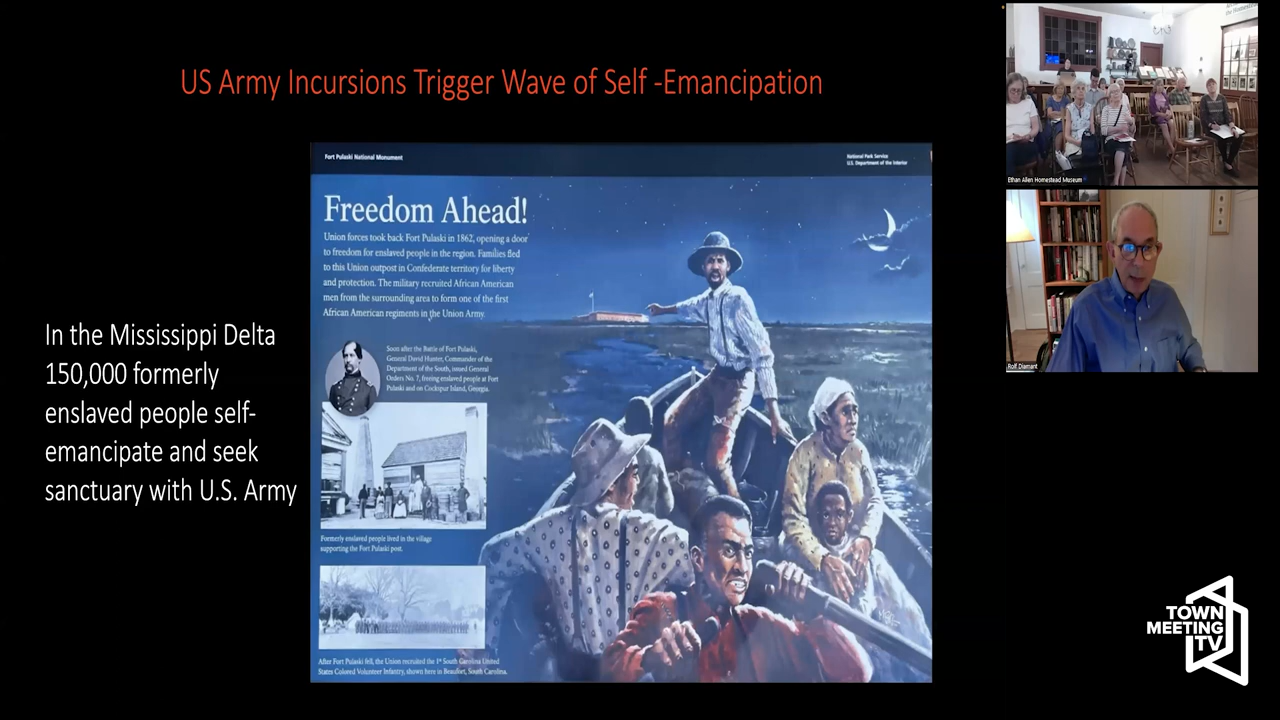 US Army Incursions Trigger Wave of Self -Emancipation
In the Mississippi Delta
150,000 formerly
enslaved people self-
emancipate and seek
sanctuary with U.S. Army
Fort Pulaski National Monument
National Park Service
U.S. Department of the Interior
Freedom Ahead!
Union forces took back Fort Pulaski in 1862, opening a door
to freedom for enslaved people in the region. Families fled
to this Union outpost in Confederate territory for liberty
and protection. The military recruited African American
men from the surrounding area to form one of the first
African American regiments in the Union Army.
Soon after the Battle of Fort Pulaski,
General David Hunter, Commander of the
Department of the South, issued General
Orders No. 7, freeing enslaved people at Fort
Pulaski and on Cockspur Island, Georgia.
Formerly enslaved people lived in the village
supporting the Fort Pulaski post.
After Fort Pulaski fell, the Union recruited the 1st South Carolina United
States Colored Volunteer Infantry, shown here in Beaufort, South Carolina.
Ethan Allen Homestead Museum
Rolf Diamant
TOWN
MEETING
TV